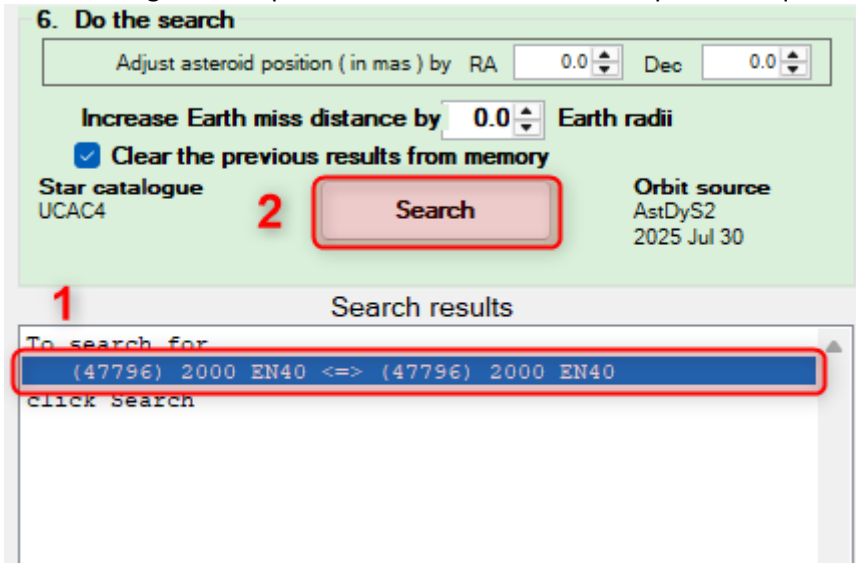 6. Do the search
Adjust asteroid position ( in mas ) by RA 0.0 Dec 0.0
Increase Earth miss distance by 0.0 Earth radii
Clear the previous results from memory
Star catalogue
UCAC4
2
Search
Orbit source
AstDyS2
2025 Jul 30
1
Search results
To search for
(47796) 2000 EN40 <=> (47796) 2000 EN40
click Search